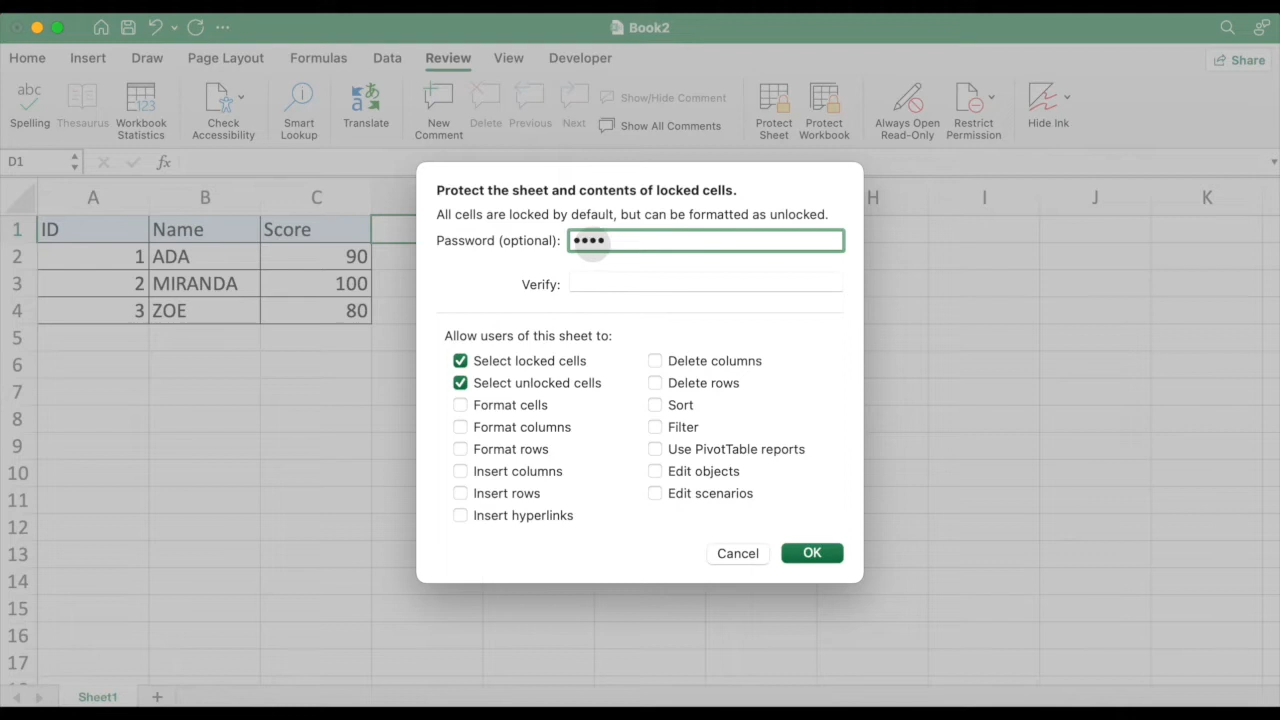 Book2
Home Insert Draw Page Layout Formulas Data Review View Developer Share
abc
Spelling Thesaurus Workbook Statistics Check Accessibility Smart Lookup Translate New Comment Delete Previous Next Show/Hide Comment Show All Comments Protect Sheet Protect Workbook Always Open Read-Only Restrict Permission Hide Ink
D1 fx
Protect the sheet and contents of locked cells.
All cells are locked by default, but can be formatted as unlocked.
Password (optional): ••••
Verify:
Allow users of this sheet to:
Select locked cells
Select unlocked cells
Format cells
Format columns
Format rows
Insert columns
Insert rows
Insert hyperlinks
Delete columns
Delete rows
Sort
Filter
Use PivotTable reports
Edit objects
Edit scenarios
Cancel OK
A B C H I J K
1 ID Name Score
2 1 ADA 90
3 2 MIRANDA 100
4 3 ZOE 80
5
6
7
8
9
10
11
12
13
14
15
16
17
Sheet1 +